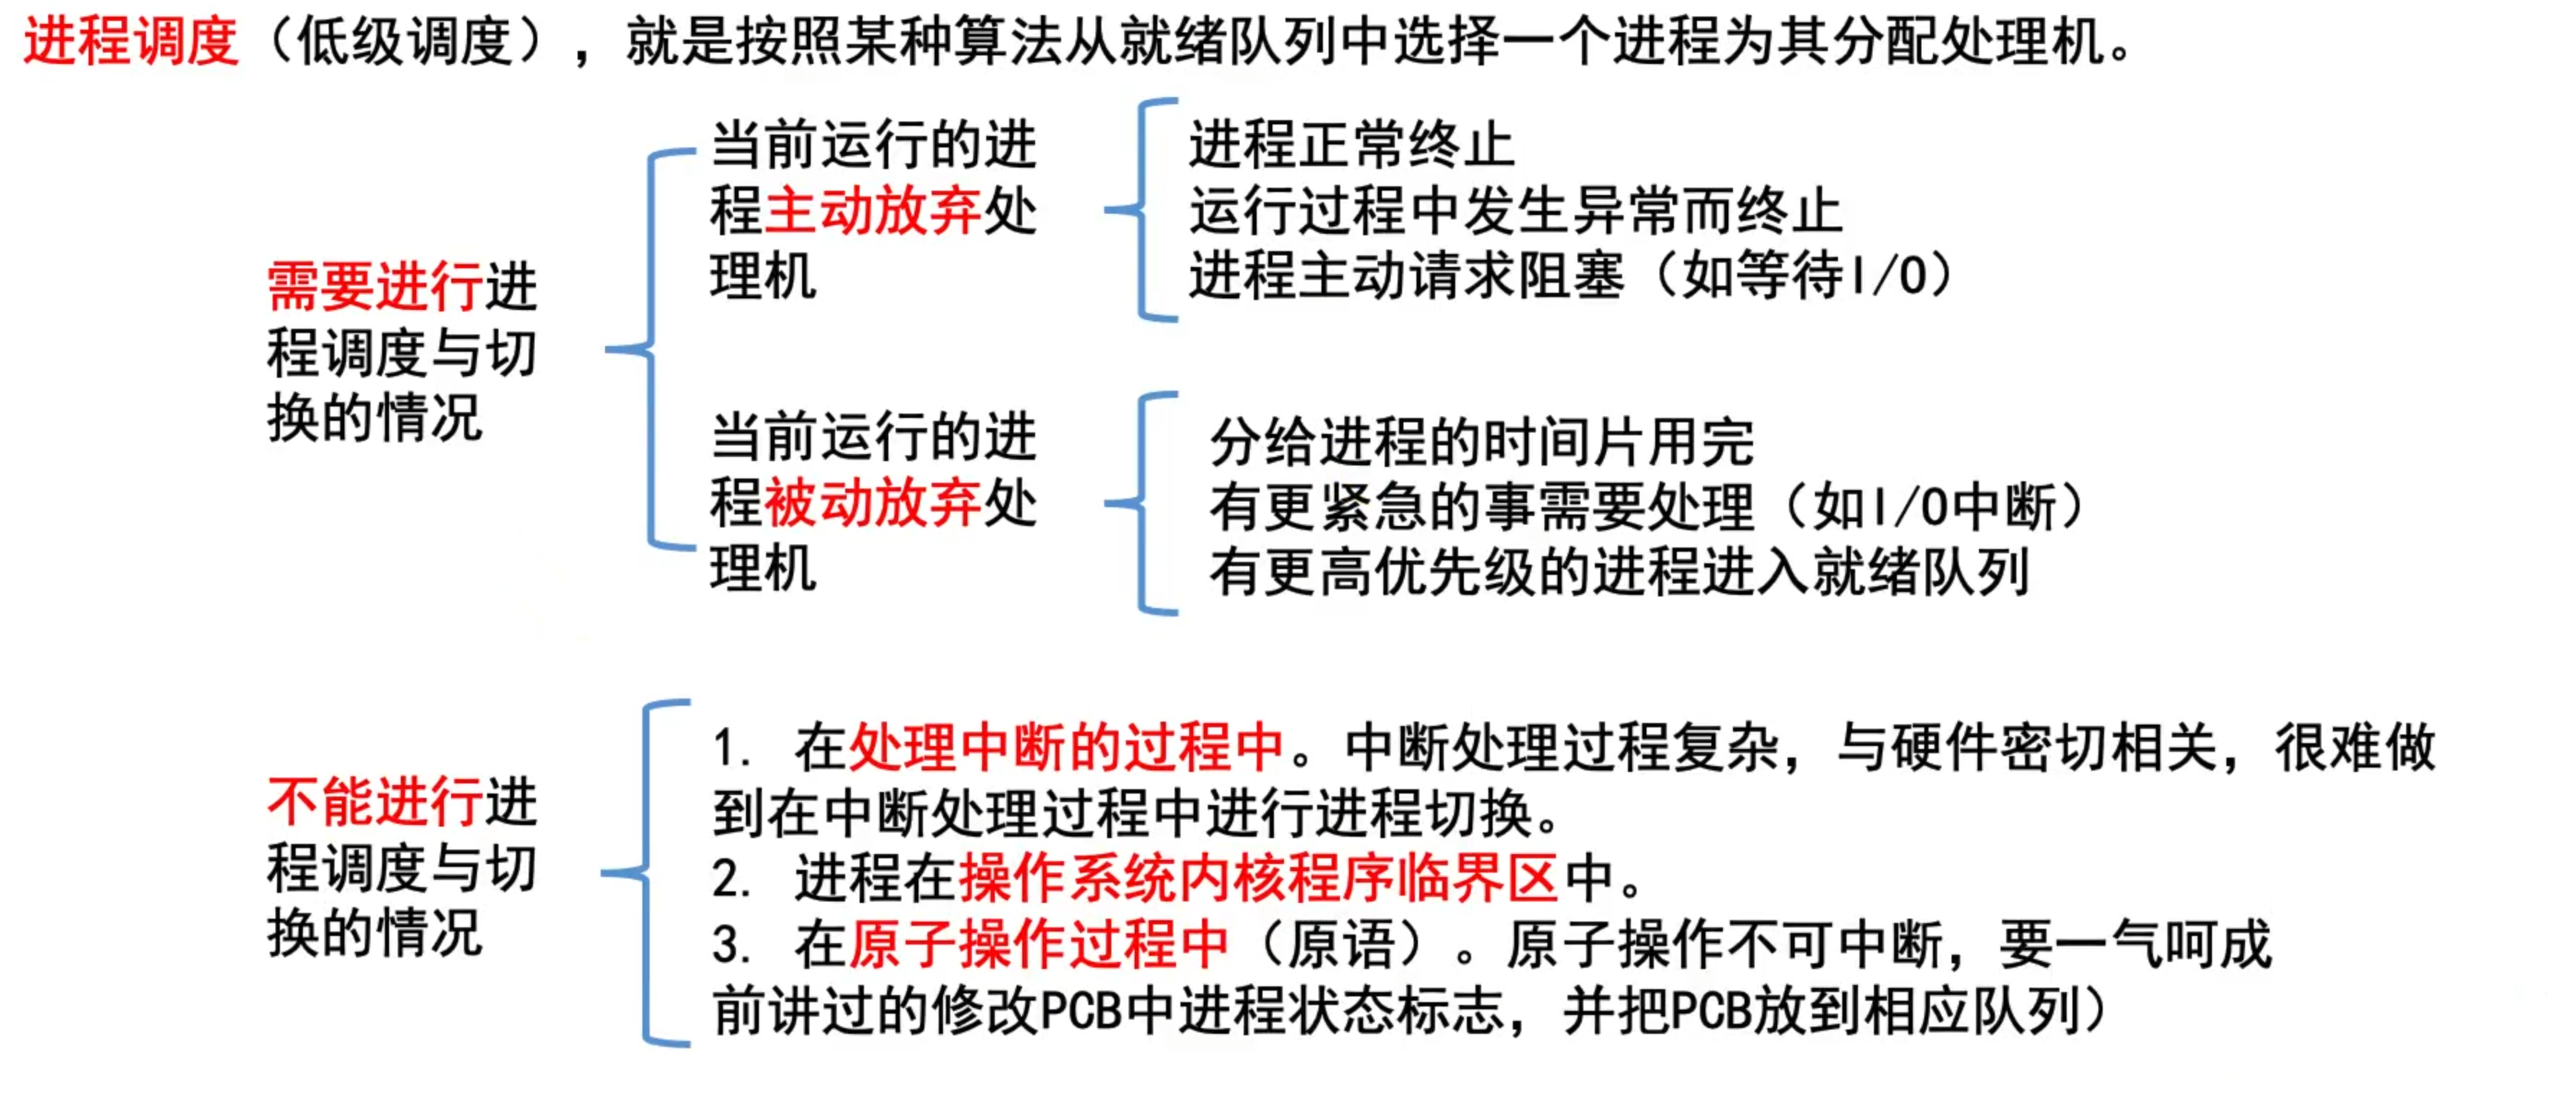 进程调度（低级调度），就是按照某种算法从就绪队列中选择一个进程为其分配处理机。
需要进行进
程调度与切
换的情况
当前运行的进
程主动放弃处
理机
进程正常终止
运行过程中发生异常而终止
进程主动请求阻塞（如等待I/O）
当前运行的进
程被动放弃处
理机
分给进程的时间片用完
有更紧急的事需要处理（如I/O中断）
有更高优先级的进程进入就绪队列
不能进行进
程调度与切
换的情况
1. 在处理中断的过程中。中断处理过程复杂，与硬件密切相关，很难做
到在中断处理过程中进行进程切换。
2. 进程在操作系统内核程序临界区中。
3. 在原子操作过程中（原语）。原子操作不可中断，要一气呵成
前讲过的修改PCB中进程状态标志，并把PCB放到相应队列）